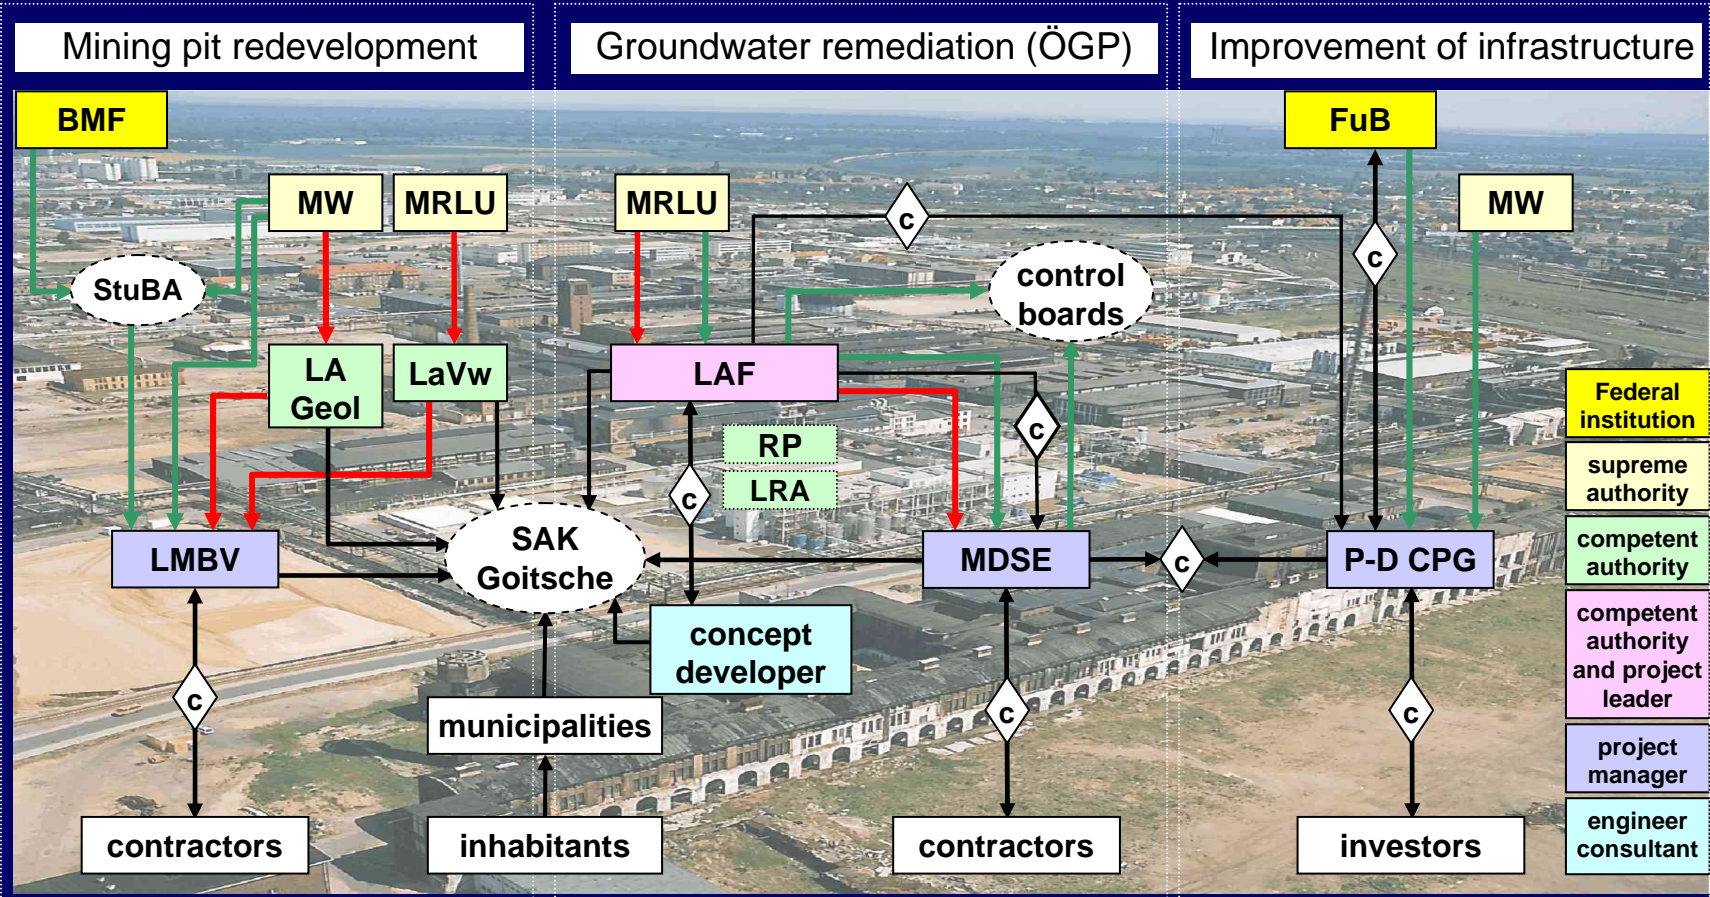 Mining pit redevelopment
Groundwater remediation (ÖGP)
Improvement of infrastructure
BMF
FuB
MW
MRLU
MRLU
MW
c
c
StuBA
control
boards
LA
Geol
LaVw
LAF
c
RP
LRA
c
Federal
institution
supreme
authority
competent
authority
competent
authority
and project
leader
project
manager
engineer
consultant
LMBV
SAK
Goitsche
MDSE
c
P-D CPG
concept
developer
c
municipalities
c
c
contractors
inhabitants
contractors
investors